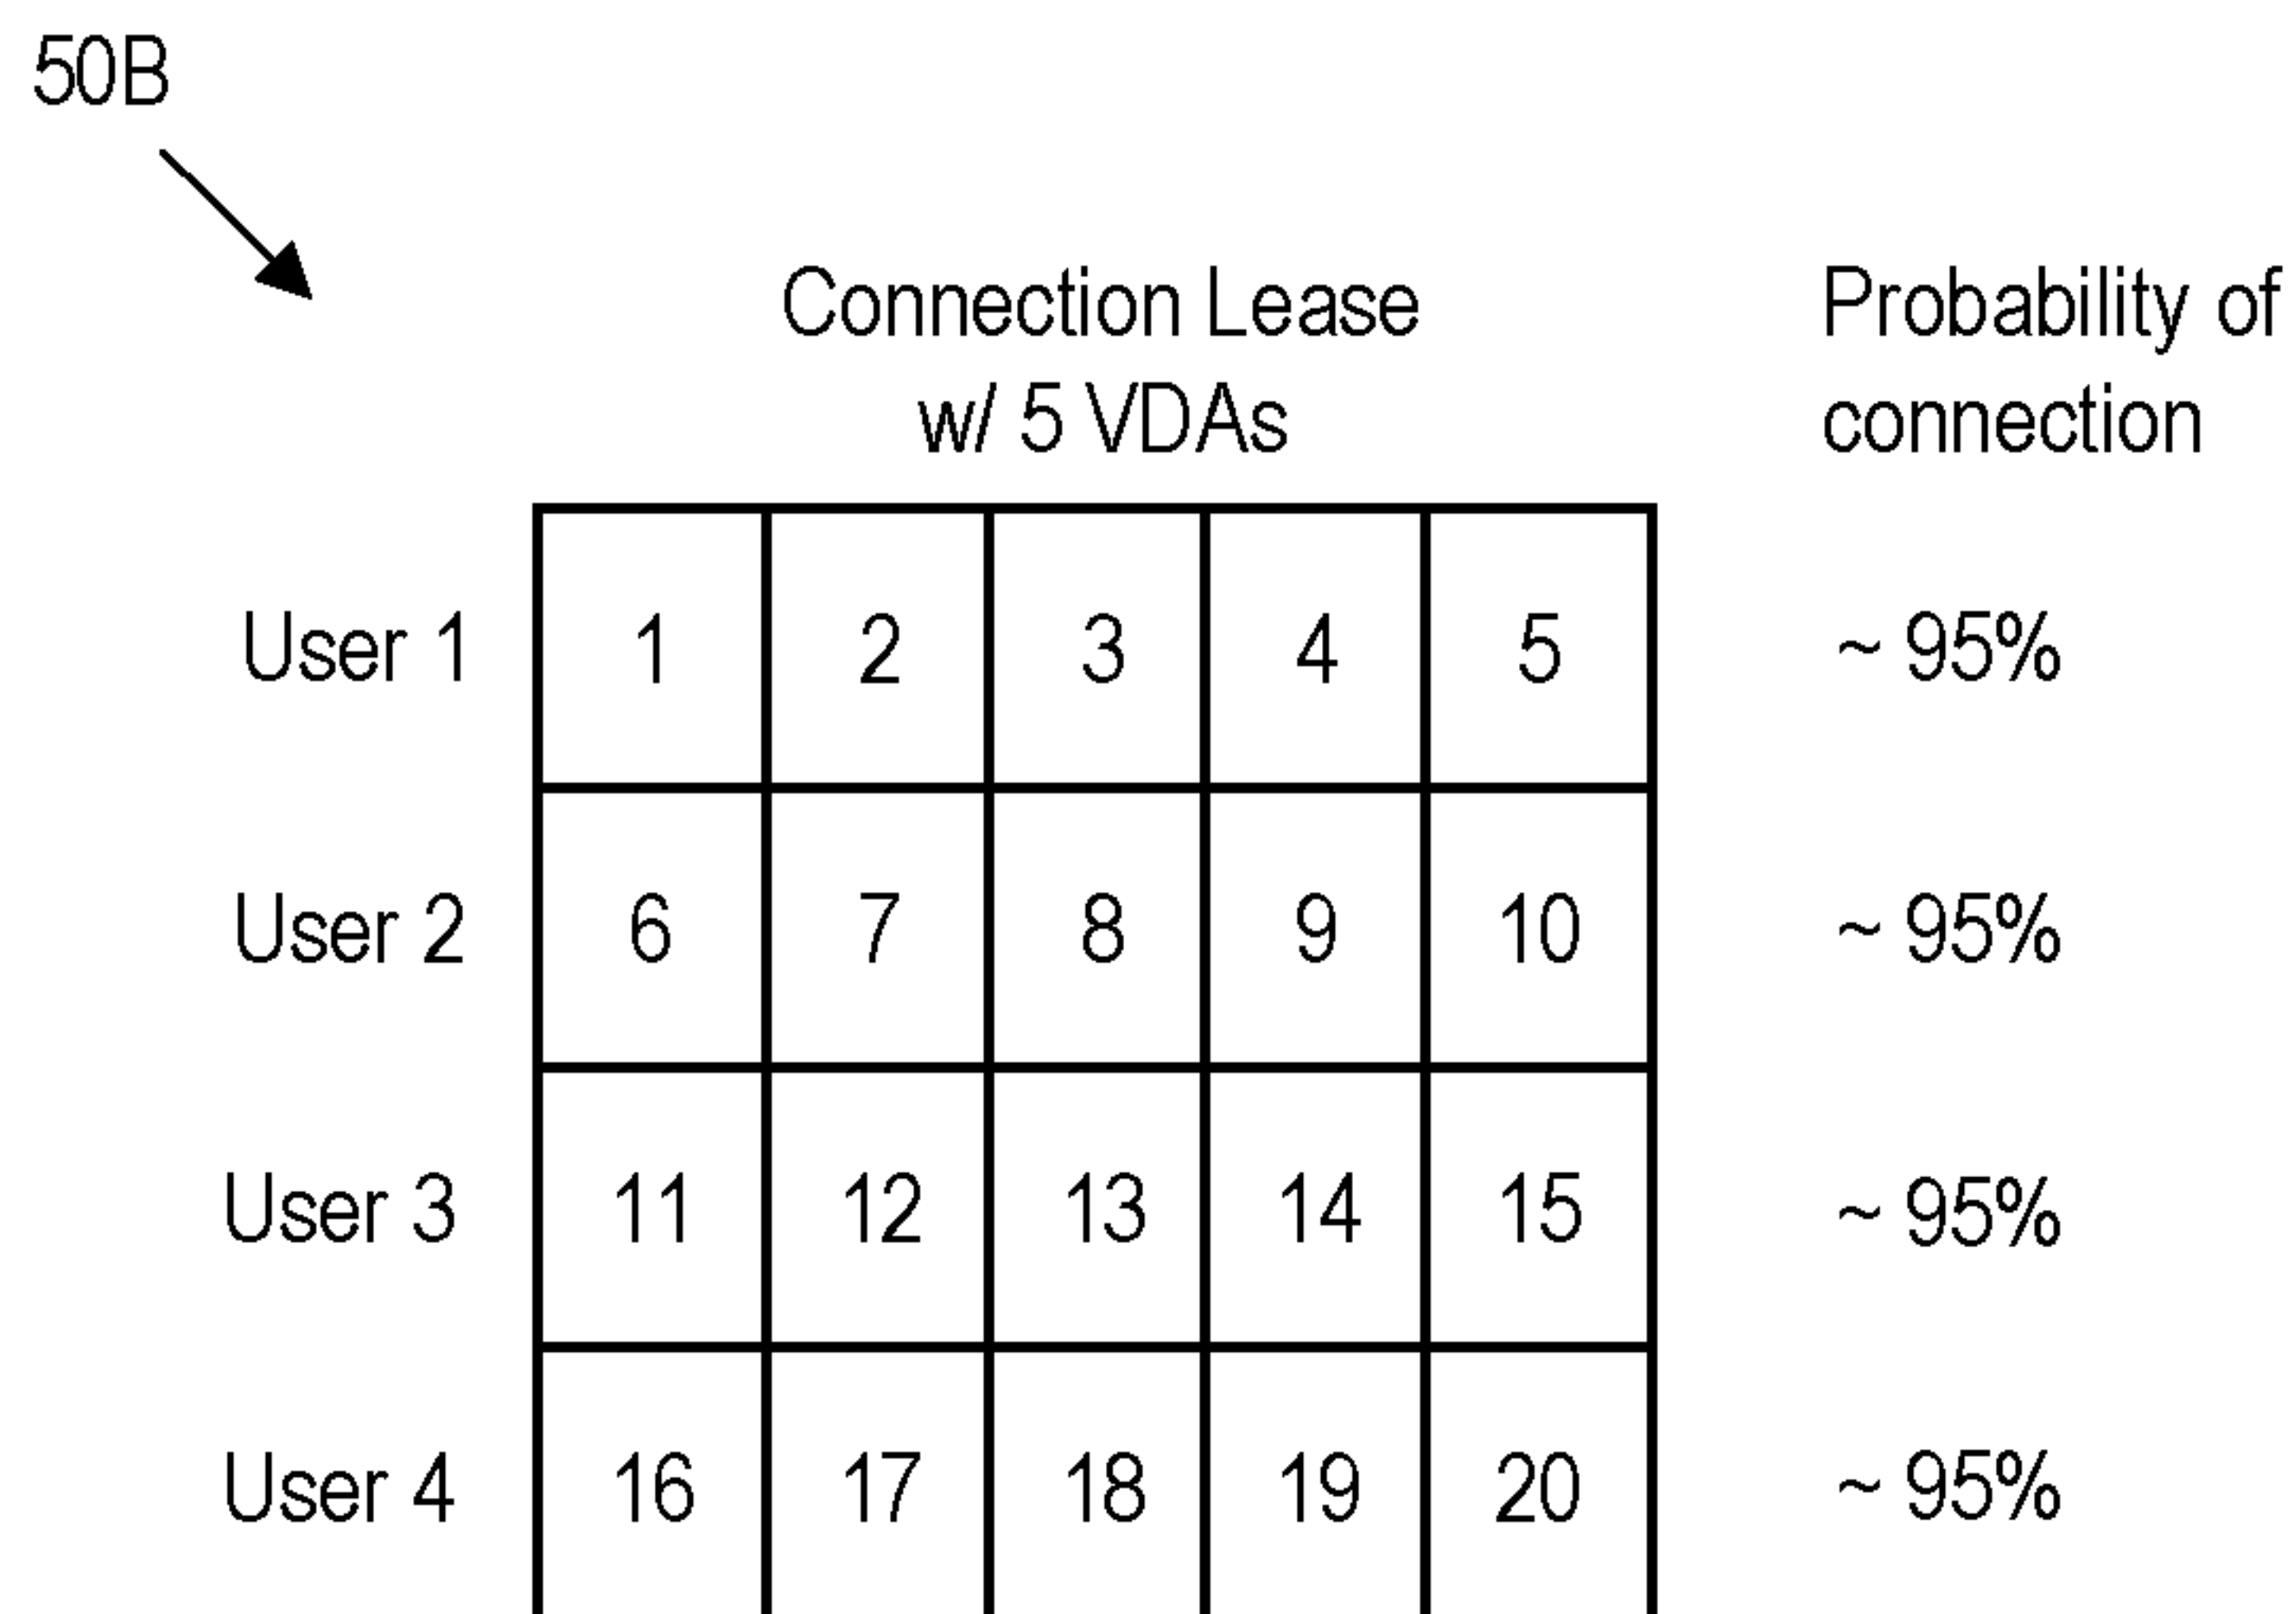 50B
Connection Lease
w/ 5 VDAs
Probability of
connection
User 1 1 2 3 4 5 ~ 95%
User 2 6 7 8 9 10 ~ 95%
User 3 11 12 13 14 15 ~ 95%
User 4 16 17 18 19 20 ~ 95%